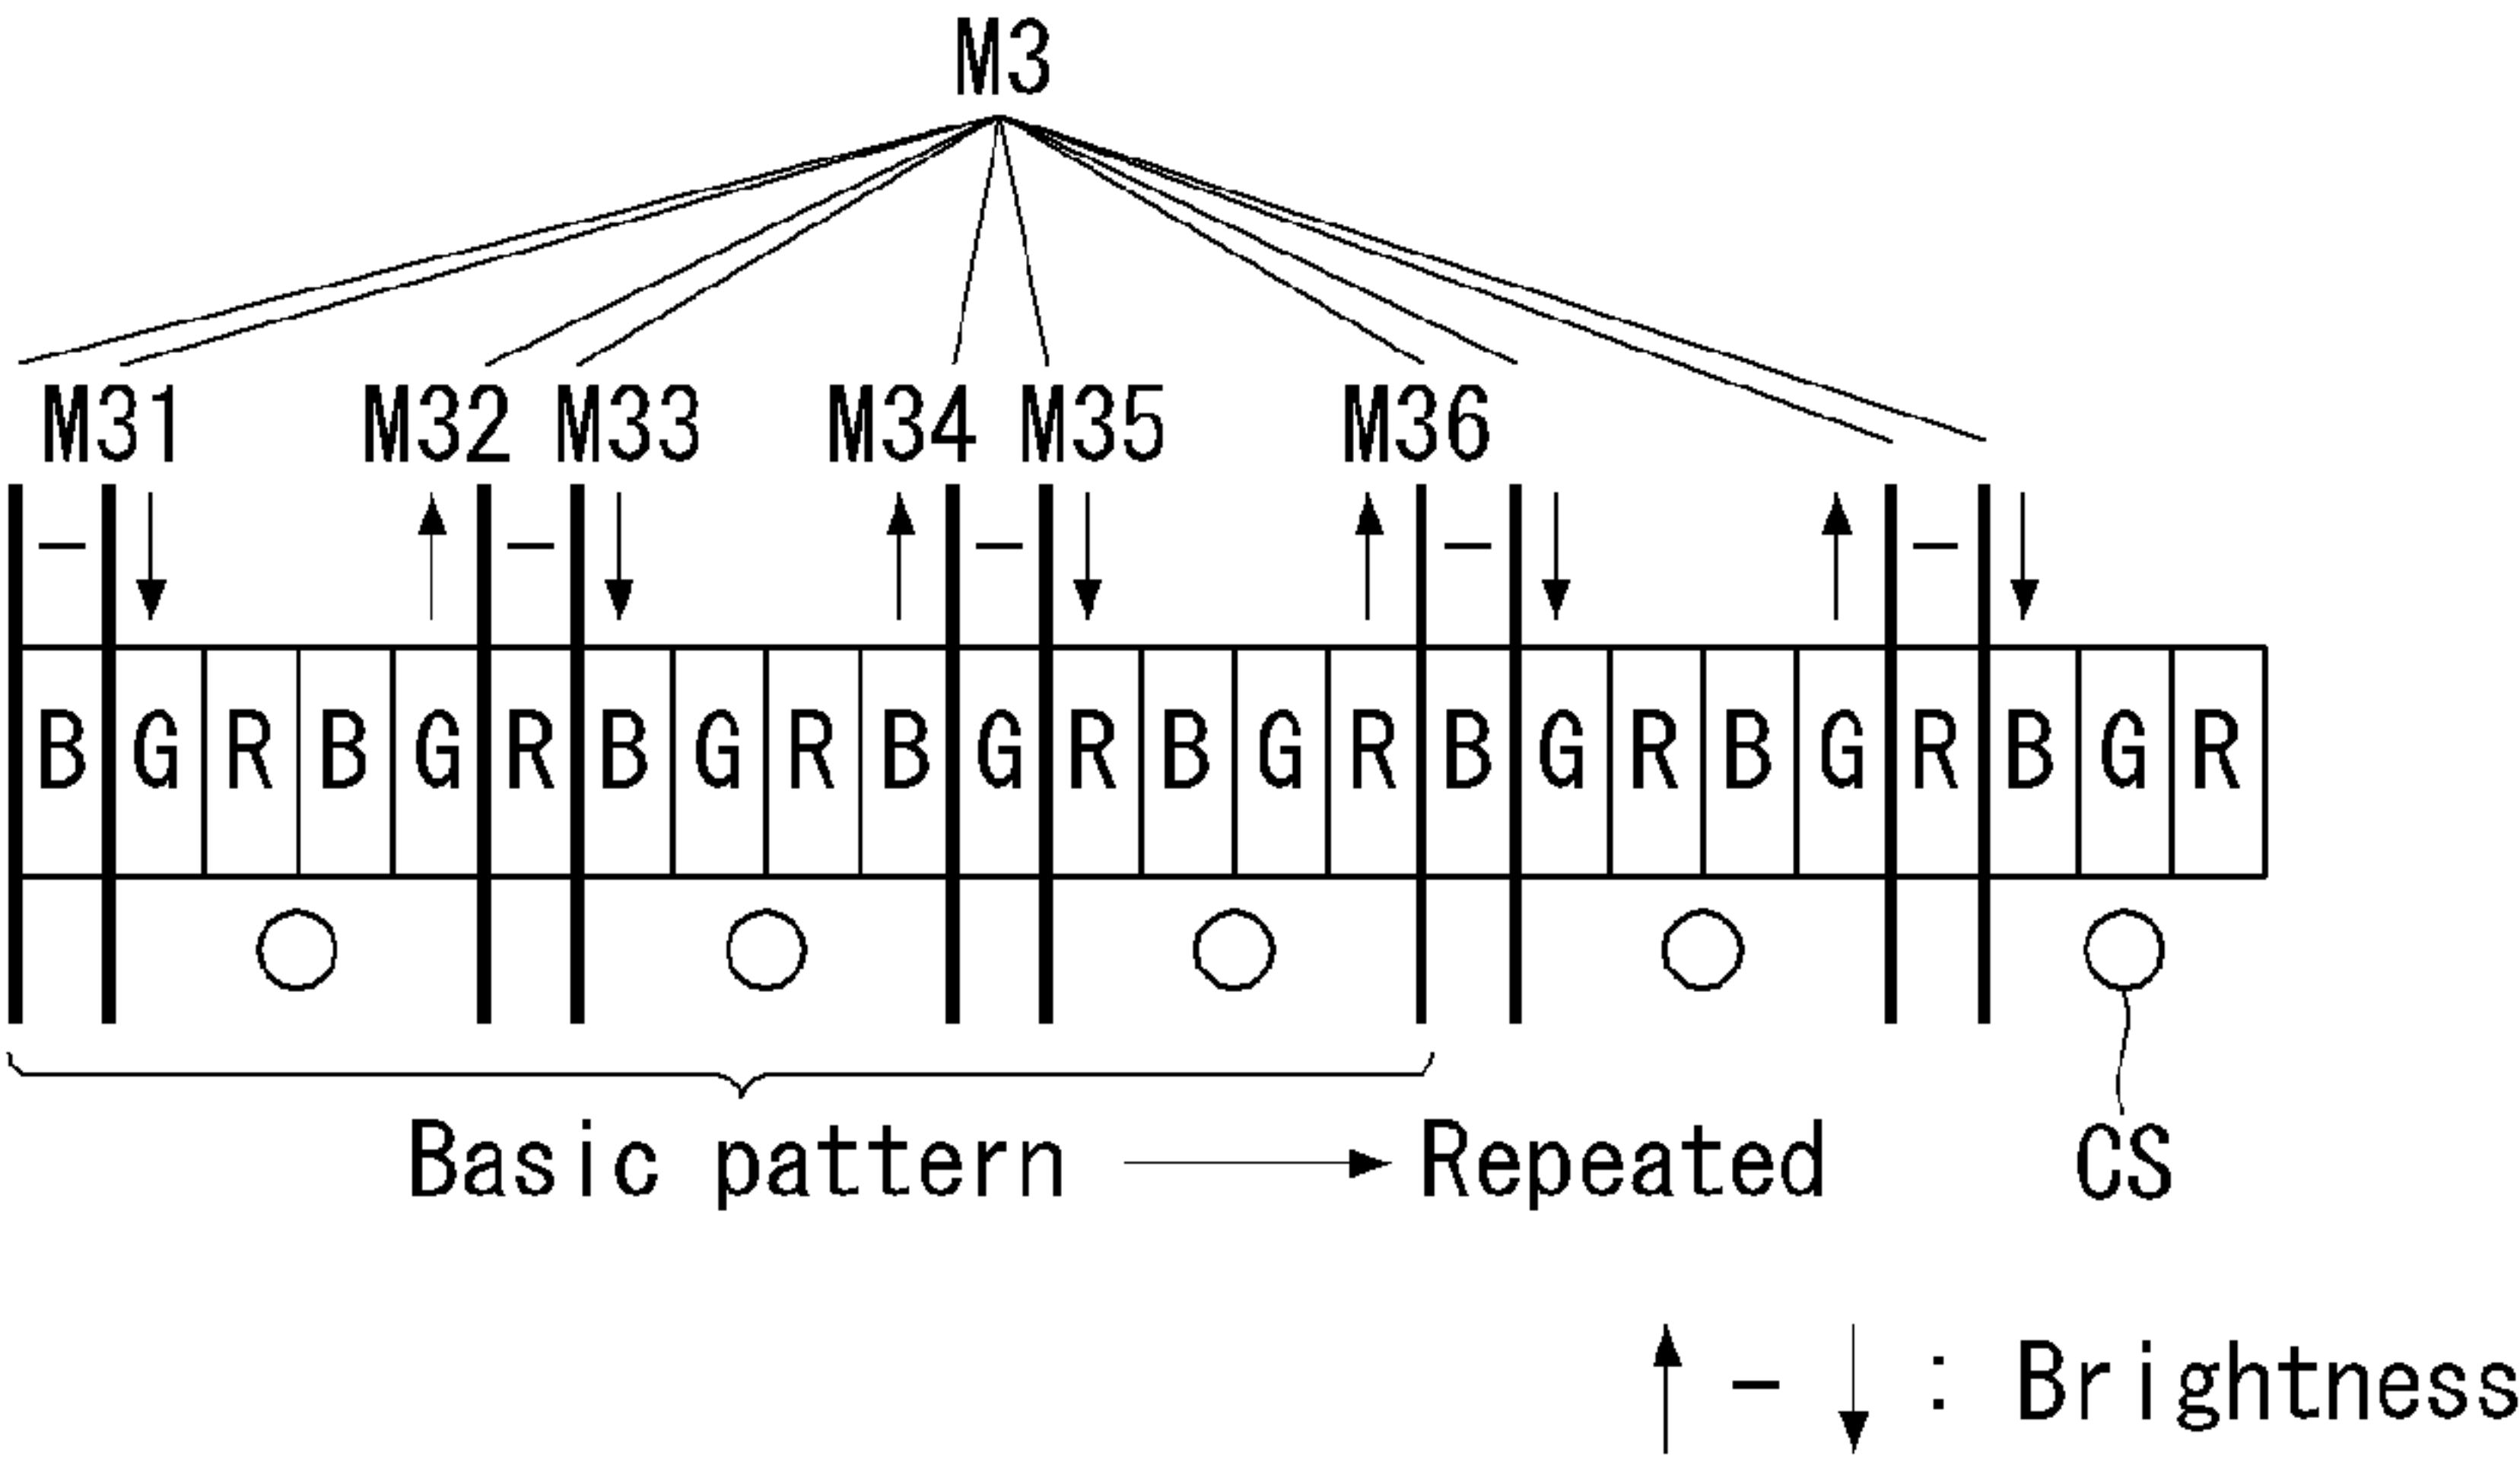 M3
M31 M32 M33 M34 M35 M36
B G R B G R B G R B G R B G R B G R B G R B G R
Basic pattern Repeated CS
: Brightness